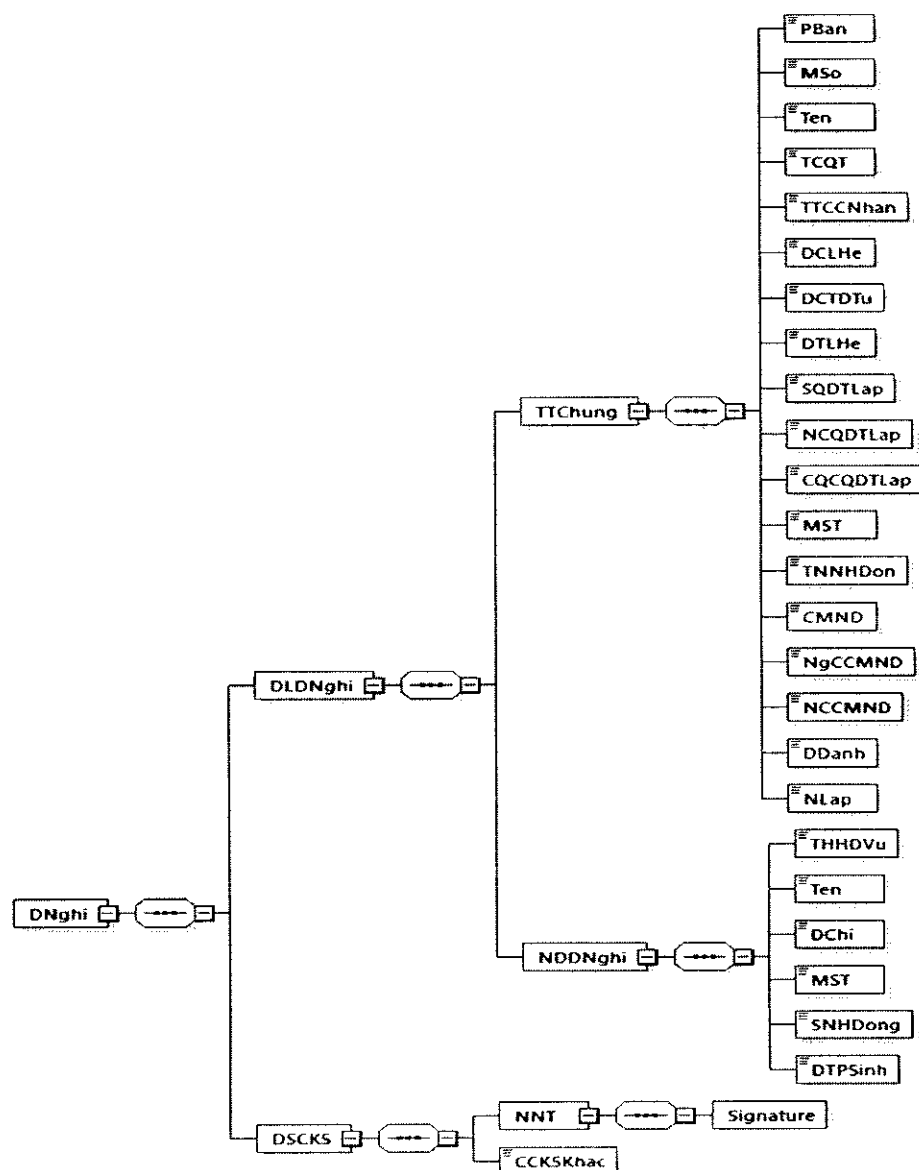 PBan
MSo
Ten
TCQT
TTCCNhan
DCLHe
DCTDTu
DTLHe
SQDTLap
TTChung
NCQDTLap
CQCQDTLap
MST
TNNHDon
CMND
NgCCMND
DLDNghi
NCCMND
DDanh
NLap
THHDVu
Ten
DNghi
DChi
NDDNghi
MST
SNHDong
DTPSinh
NNT
Signature
DSCKS
CCKSKhac